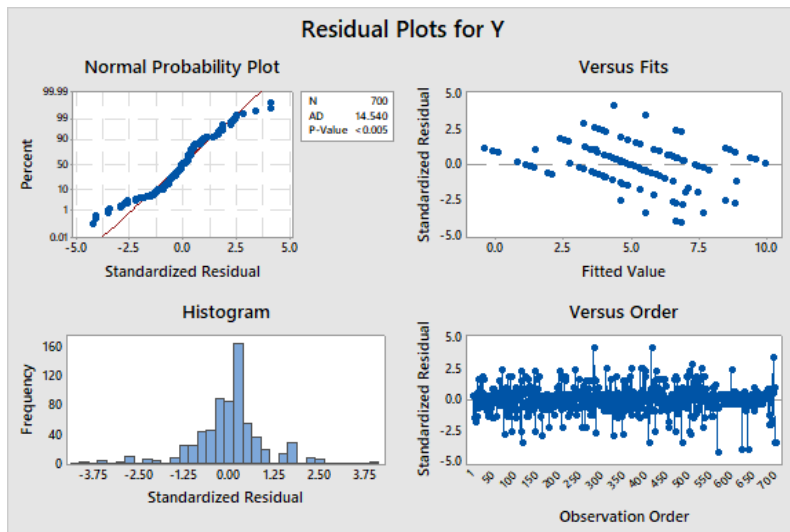 Residual Plots for Y
Normal Probability Plot
Percent
99.99
99
90
50
10
1
0.01
-5.0 -2.5 0.0 2.5 5.0
Standardized Residual
N 700
AD 14.540
P-Value <0.005
Versus Fits
Standardized Residual
5.0
2.5
0.0
-2.5
-5.0
0.0 2.5 5.0 7.5 10.0
Fitted Value
Histogram
Frequency
160
120
80
40
0
-3.75 -2.50 -1.25 0.00 1.25 2.50 3.75
Standardized Residual
Versus Order
Standardized Residual
5.0
2.5
0.0
-2.5
-5.0
1 50 100 150 200 250 300 350 400 450 500 550 600 650 700
Observation Order